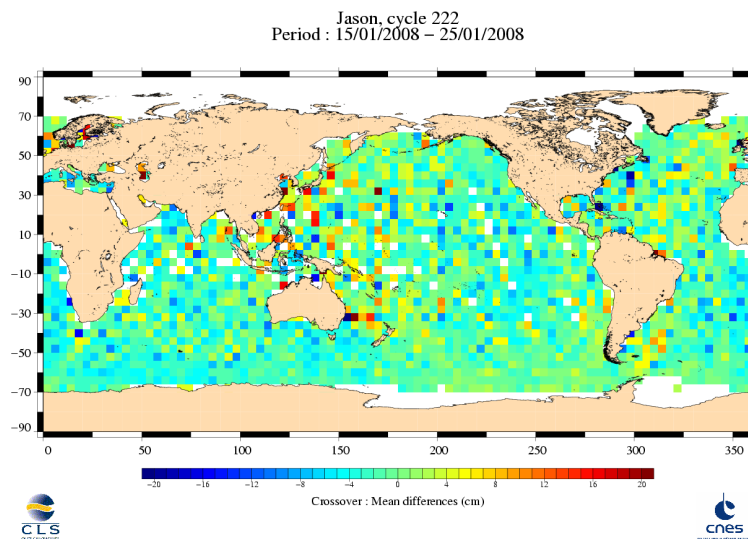 Jason, cycle 222
Period : 15/01/2008 − 25/01/2008
90
70
50
30
10
−10
−30
−50
−70
−90
0 50 100 150 200 250 300 350
−20 −16 −12 −8 −4 0 4 8 12 16 20
Crossover : Mean differences (cm)
CLS
cnes